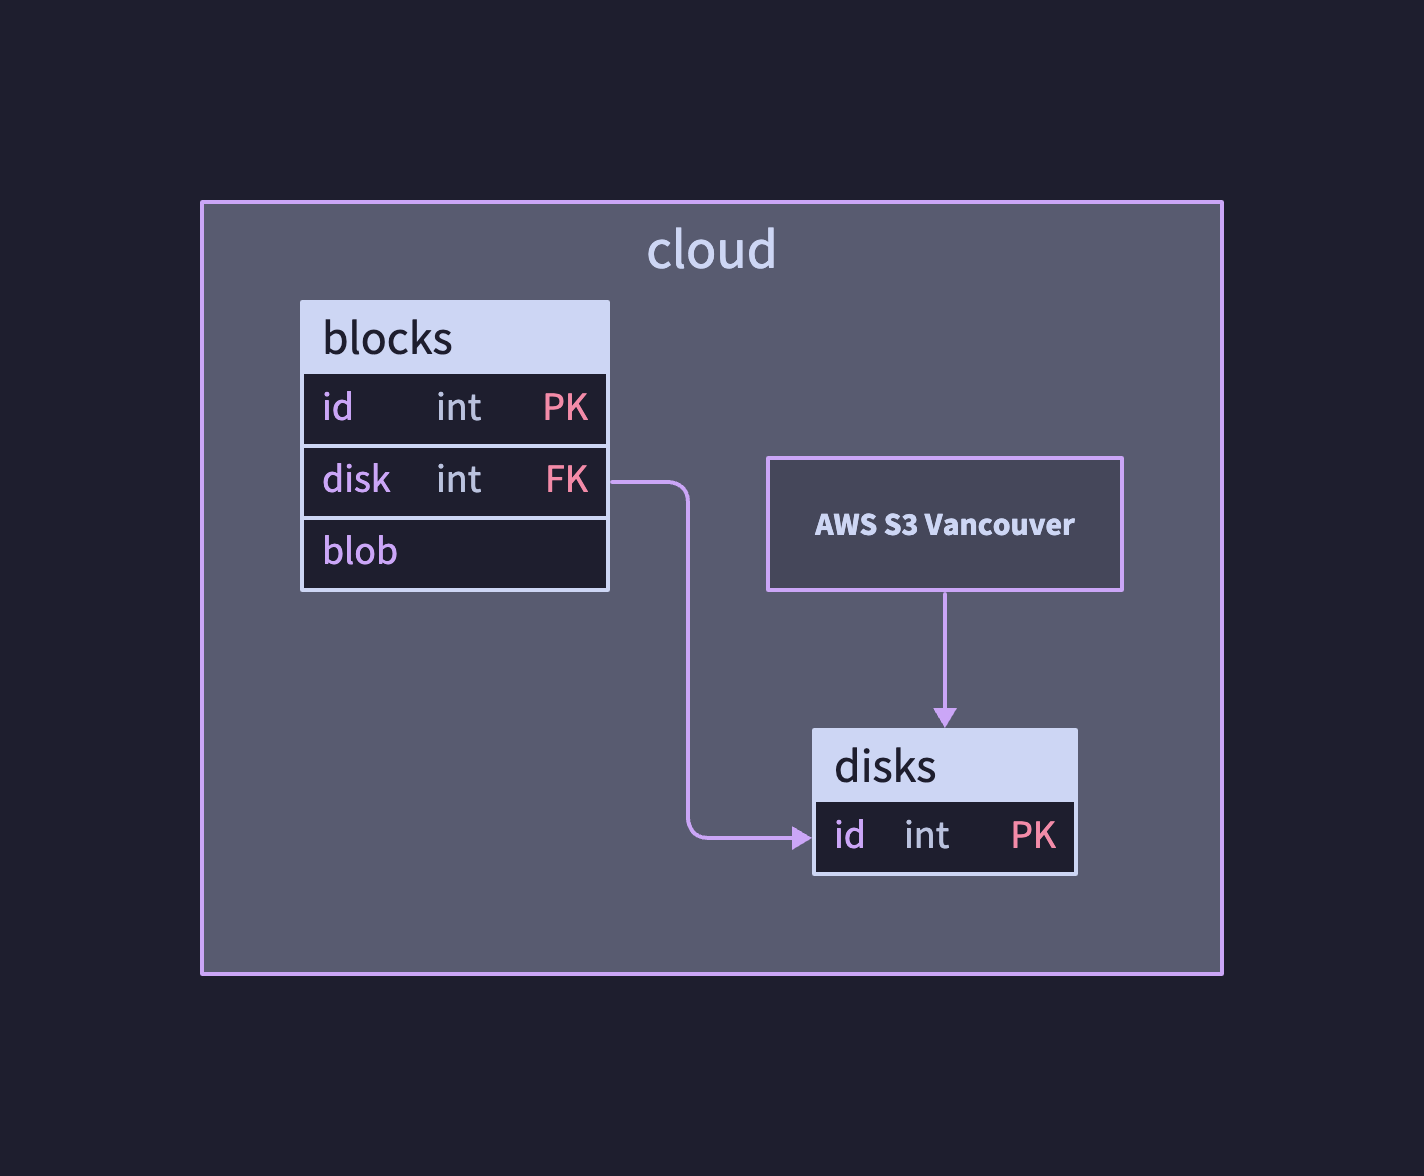 cloud
blocks
id int PK
disk int FK
blob
AWS S3 Vancouver
disks
id int PK